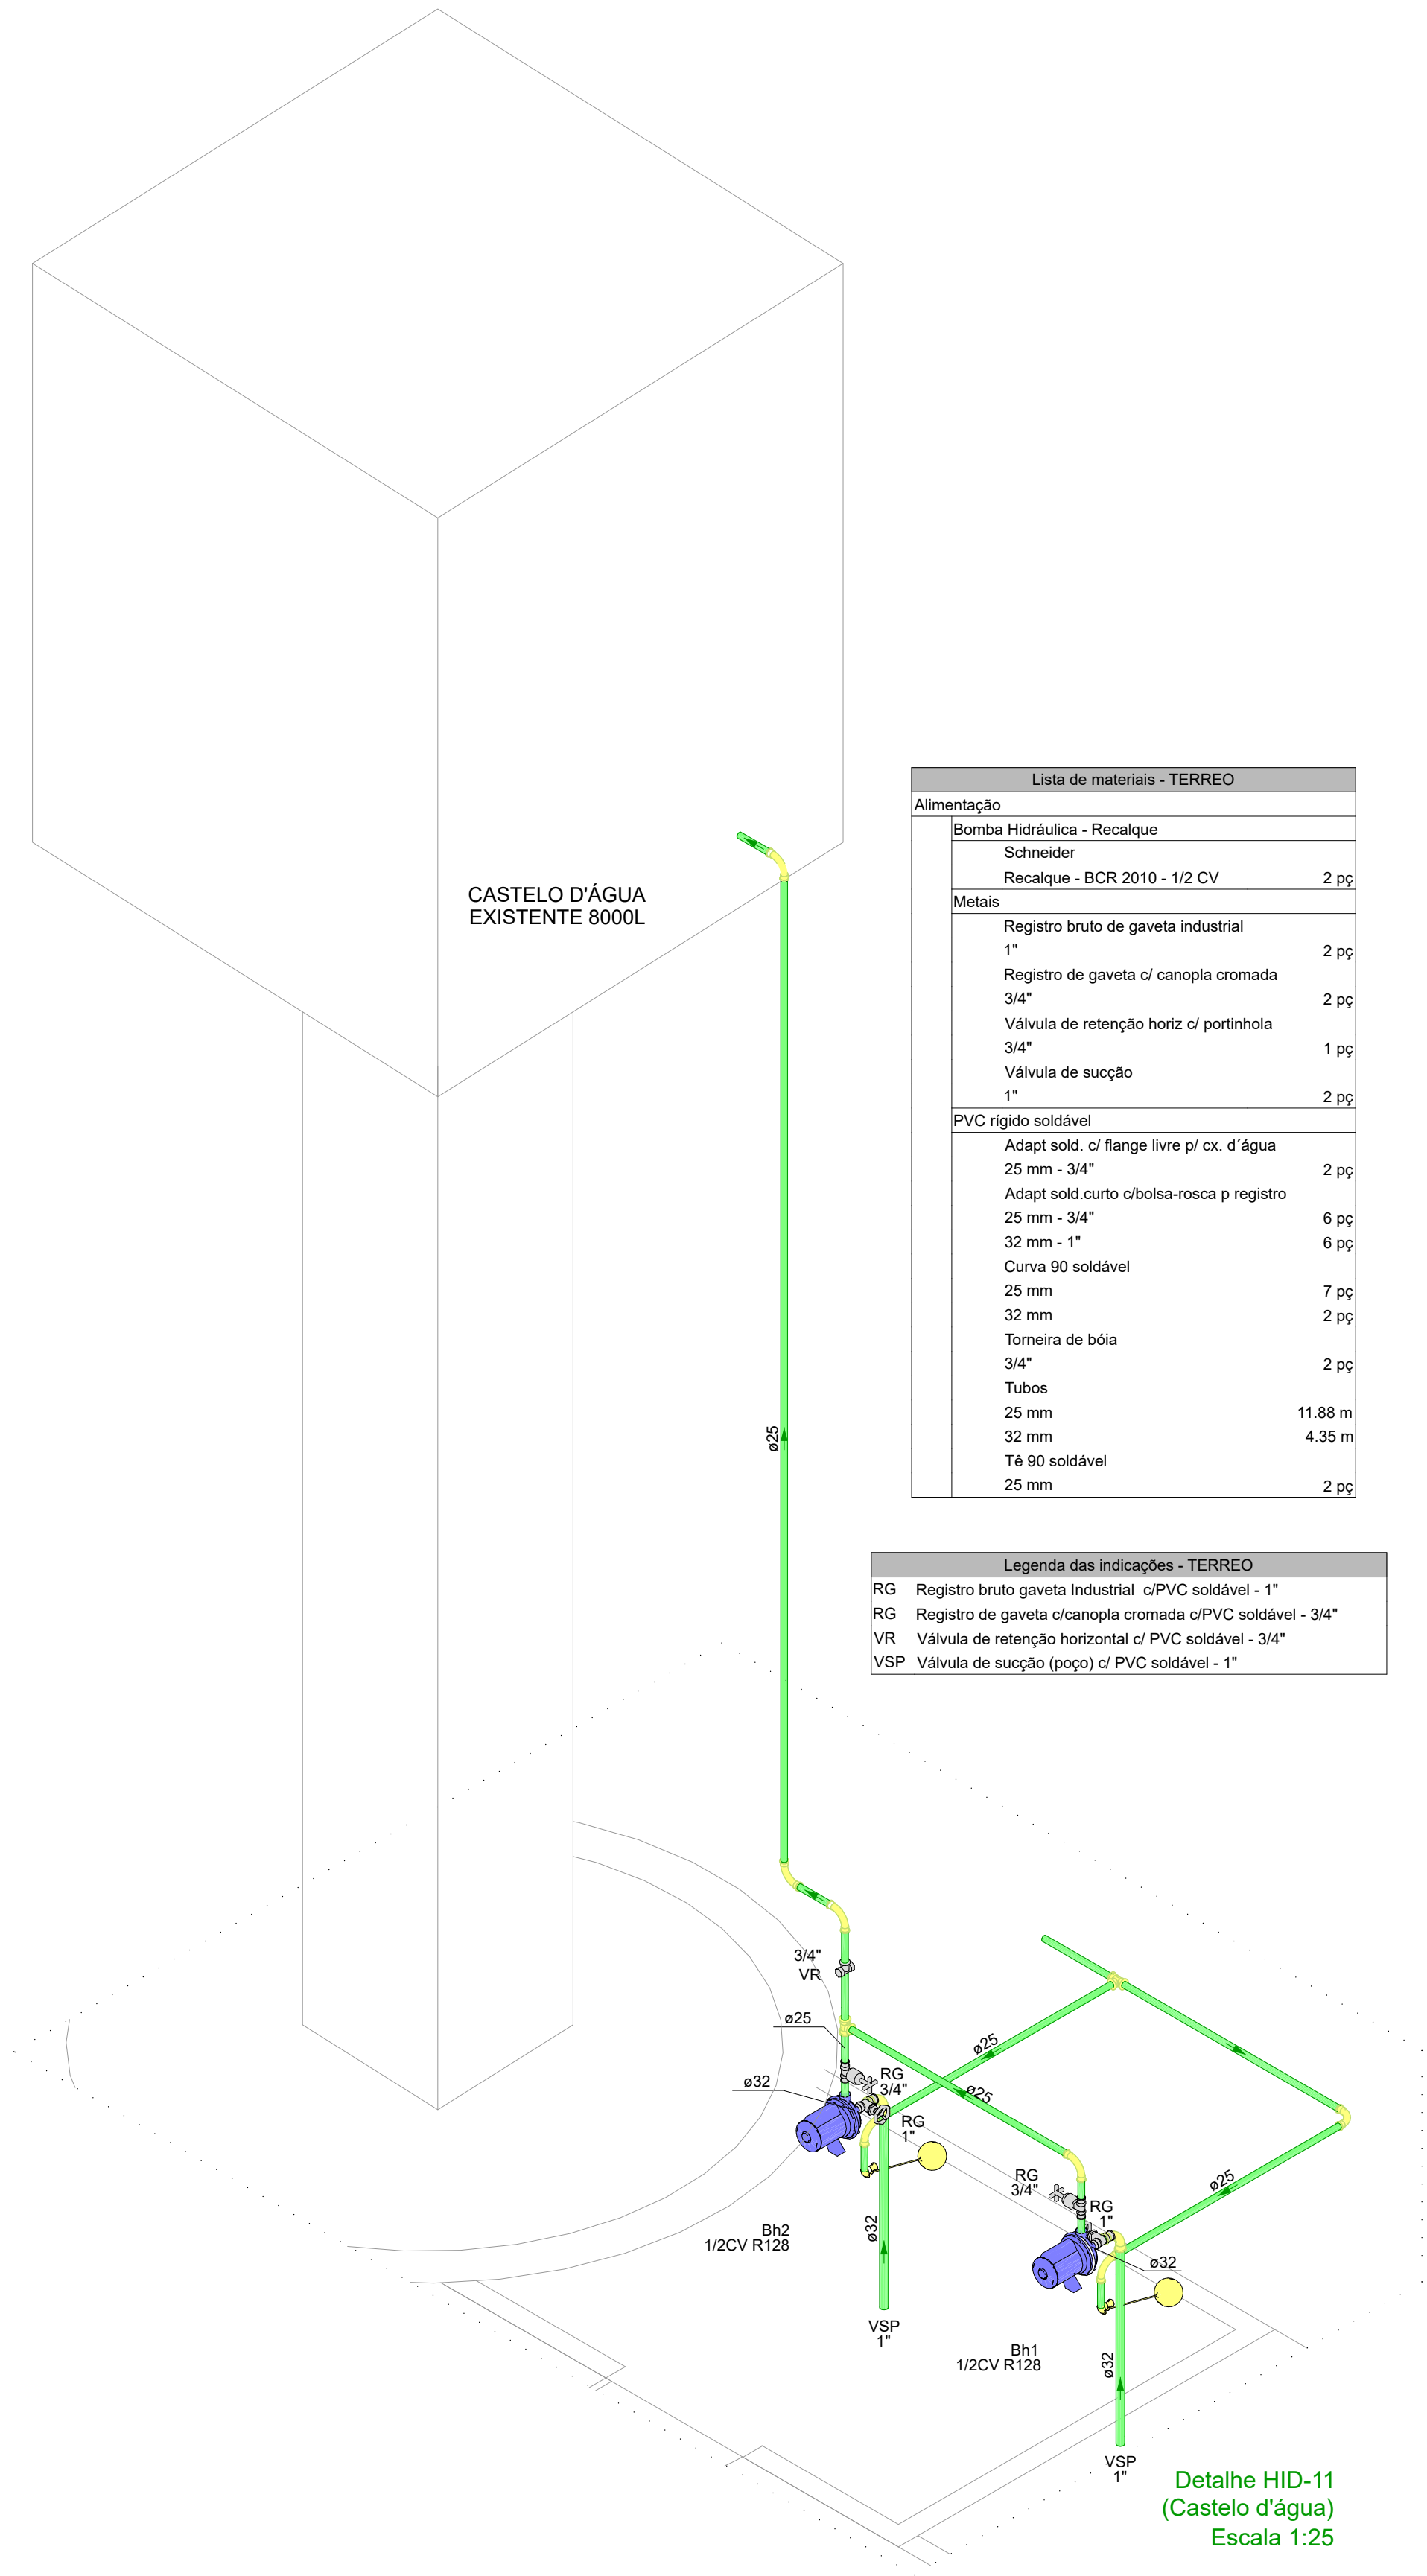 CASTELO D'ÁGUA
EXISTENTE 8000L
Lista de materiais - TERREO
Alimentação
Bomba Hidráulica - Recalque
Schneider
Recalque - BCR 2010 - 1/2 CV 2 pç
Metais
Registro bruto de gaveta industrial
1" 2 pç
Registro de gaveta c/ canopla cromada
3/4" 2 pç
Válvula de retenção horiz c/ portinhola
3/4" 1 pç
Válvula de sucção
1" 2 pç
PVC rígido soldável
Adapt sold. c/ flange livre p/ cx. d´água
25 mm - 3/4" 2 pç
Adapt sold.curto c/bolsa-rosca p registro
25 mm - 3/4" 6 pç
32 mm - 1" 6 pç
Curva 90 soldável
25 mm 7 pç
32 mm 2 pç
Torneira de bóia
3/4" 2 pç
Tubos
25 mm 11.88 m
32 mm 4.35 m
Tê 90 soldável
25 mm 2 pç
ø25
Legenda das indicações - TERREO
RG Registro bruto gaveta Industrial c/PVC soldável - 1"
RG Registro de gaveta c/canopla cromada c/PVC soldável - 3/4"
VR Válvula de retenção horizontal c/ PVC soldável - 3/4"
VSP Válvula de sucção (poço) c/ PVC soldável - 1"
3/4"
VR
ø25
ø25
ø32
RG
3/4"
ø25
RG
1"
RG
3/4"
ø25
RG
1"
ø32
Bh2
1/2CV R128
ø32
VSP
1"
Bh1
1/2CV R128
ø32
VSP
1"
Detalhe HID-11
(Castelo d'água)
Escala 1:25